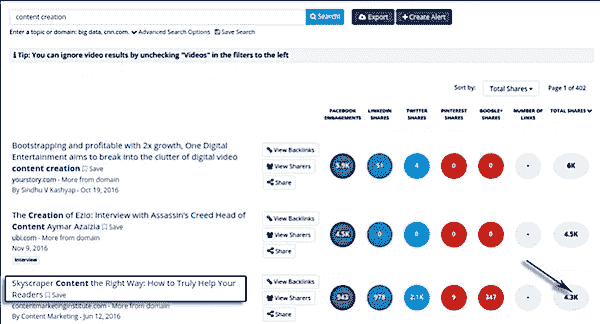 content creation Search! Export + Create Alert
Enter a topic or domain: big data, cnn.com. Advanced Search Options Save Search
Tip: You can ignore video results by unchecking "Videos" in the filters to the left
Sort by: Total Shares Page 1 of 402
FACEBOOK ENGAGEMENTS LINKEDIN SHARES TWITTER SHARES PINTEREST SHARES GOOGLE+ SHARES NUMBER OF LINKS TOTAL SHARES
Bootstrapping and profitable with 2x growth, One Digital
Entertainment aims to break into the clutter of digital video
content creation Save
yourstory.com - More from domain
By Sindhu V Kashyap - Oct 19, 2016
View Backlinks
View Sharers
Share
5.9K 51 4 0 0 - 6K
The Creation of Ezio: Interview with Assassin's Creed Head of
Content Aymar Azaizia Save
ubi.com - More from domain
Nov 9, 2016
Interview
View Backlinks
View Sharers
Share
4.5K 0 0 0 0 - 4.5K
Skyscraper Content the Right Way: How to Truly Help Your
Readers Save
contentmarketinginstitute.com - More from domain
By Content Marketing - Jun 12, 2016
View Backlinks
View Sharers
Share
943 978 2.1K 9 347 - 4.3K